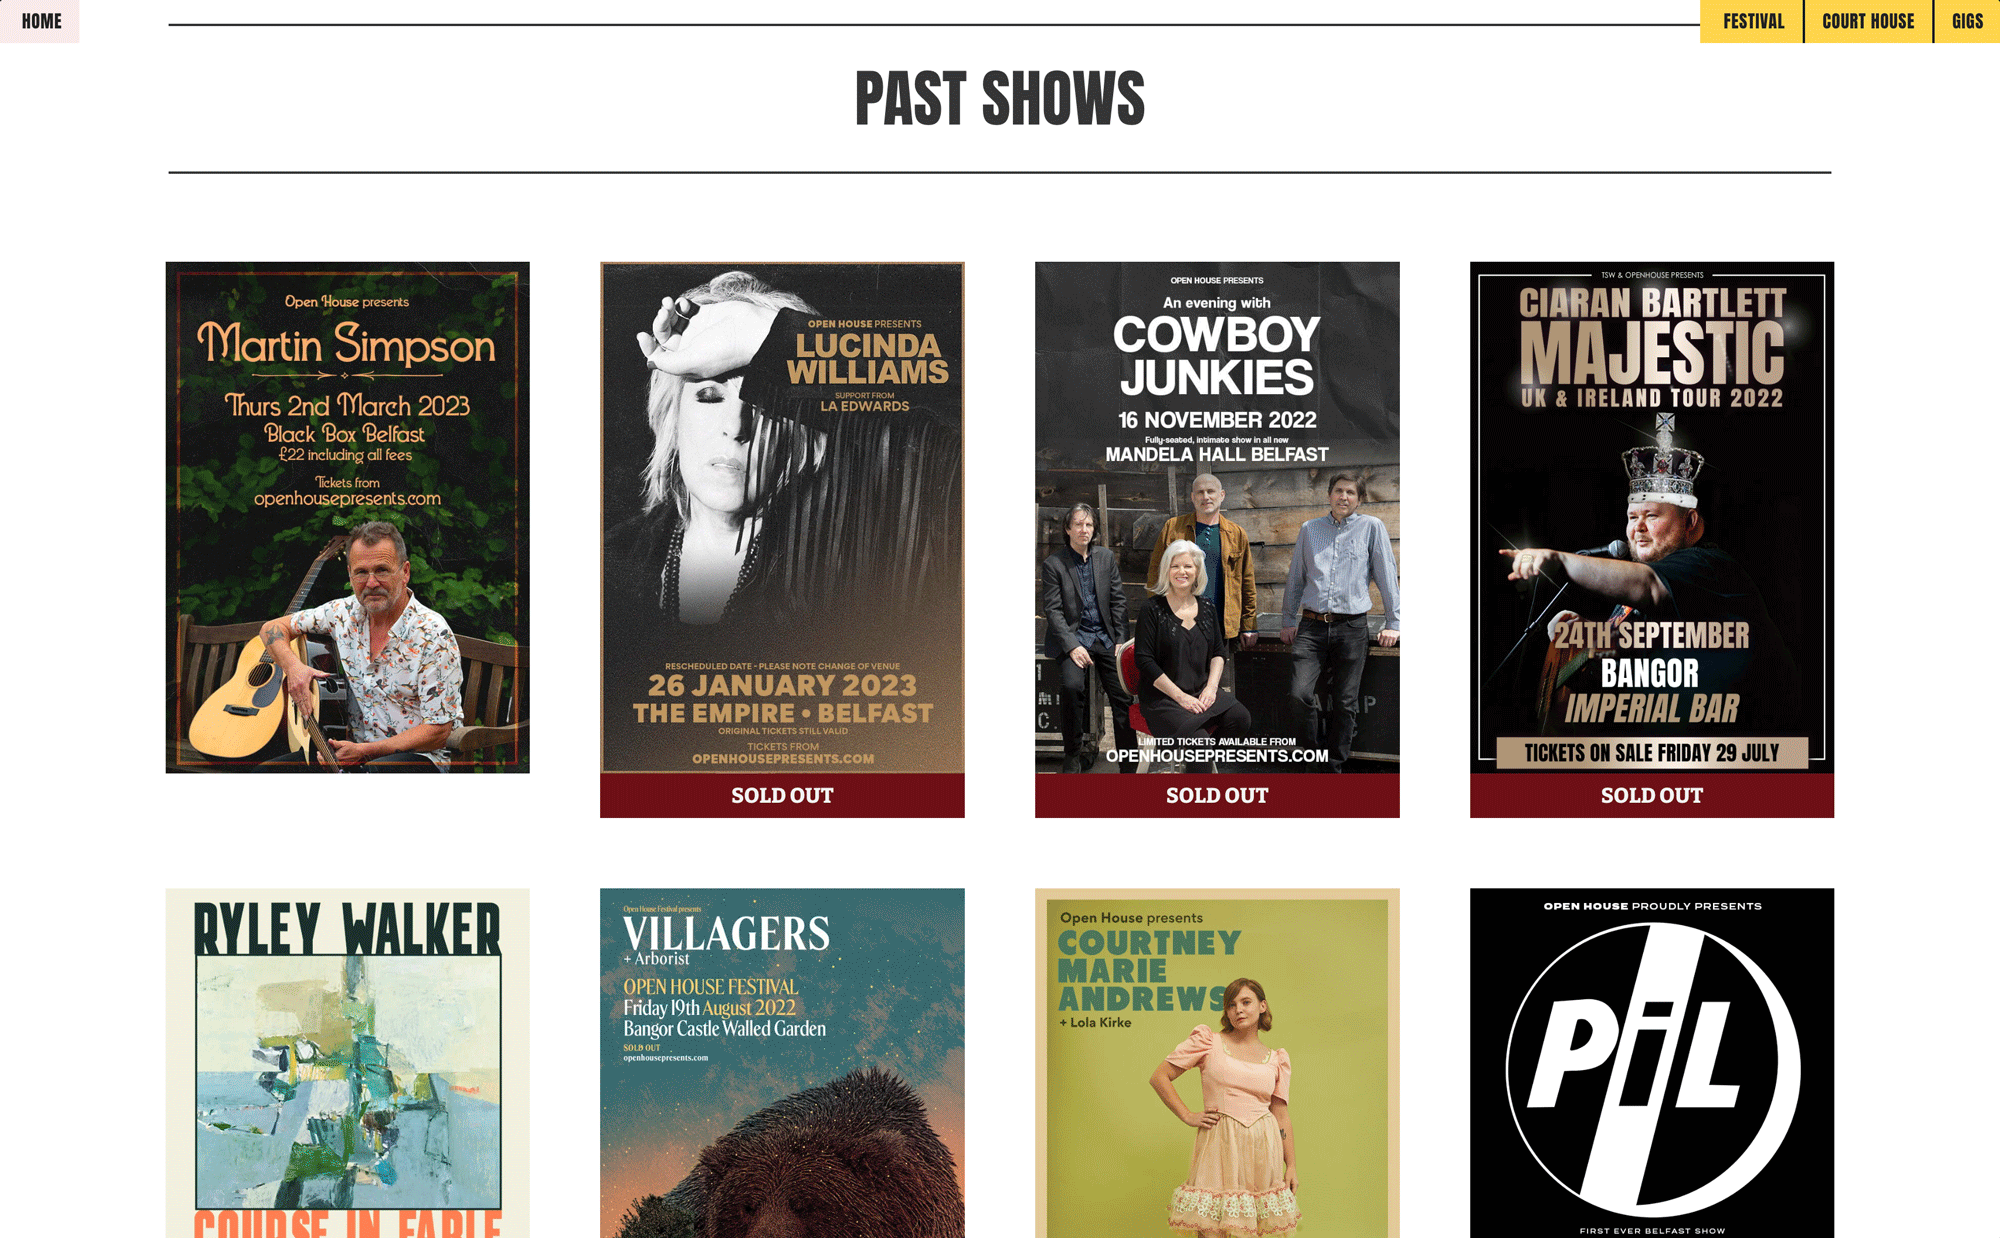 HOME
FESTIVAL
COURT HOUSE
GIGS
PAST SHOWS
Open House presents
Martin Simpson
Thurs 2nd March 2023
Black Box Belfast
£22 including all fees
Tickets from
openhousepresents.com
OPEN HOUSE PRESENTS
LUCINDA
WILLIAMS
SUPPORT FROM
LA EDWARDS
RESCHEDULED DATE - PLEASE NOTE CHANGE OF VENUE
26 JANUARY 2023
THE EMPIRE • BELFAST
ORIGINAL TICKETS STILL VALID
TICKETS FROM
OPENHOUSEPRESENTS.COM
SOLD OUT
OPEN HOUSE PRESENTS
An evening with
COWBOY
JUNKIES
16 NOVEMBER 2022
Fully-seated, intimate show in all new
MANDELA HALL BELFAST
LIMITED TICKETS AVAILABLE FROM
OPENHOUSEPRESENTS.COM
SOLD OUT
TSW & OPENHOUSE PRESENTS
CIARAN BARTLETT
MAJESTIC
UK & IRELAND TOUR 2022
24TH SEPTEMBER
BANGOR
IMPERIAL BAR
TICKETS ON SALE FRIDAY 29 JULY
SOLD OUT
RYLEY WALKER
COURSE IN FABLE
Open House Festival presents
VILLAGERS
+ Arborist
OPEN HOUSE FESTIVAL
Friday 19th August 2022
Bangor Castle Walled Garden
SOLD OUT
openhousepresents.com
Open House presents
COURTNEY
MARIE
ANDREWS
+ Lola Kirke
OPEN HOUSE PROUDLY PRESENTS
PiL
FIRST EVER BELFAST SHOW